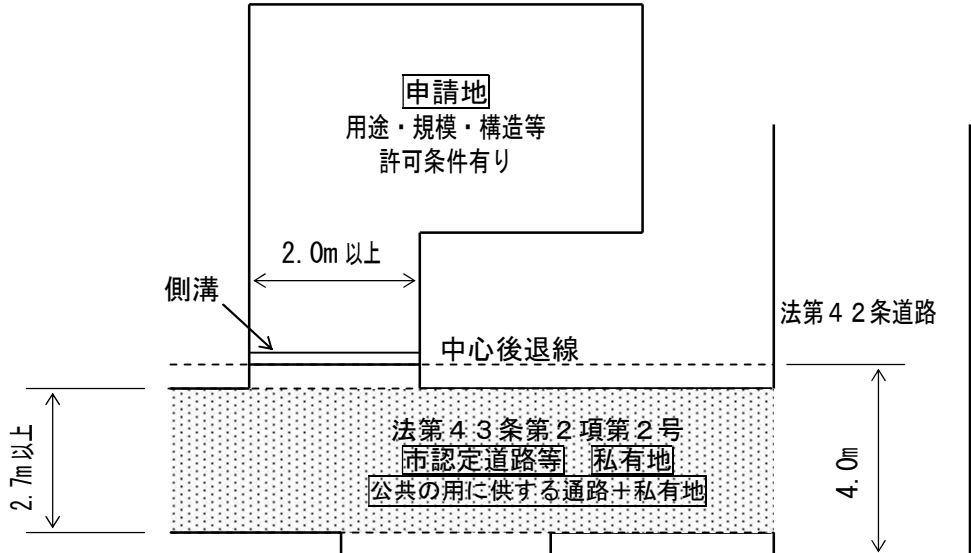 申請地
用途・規模・構造等
許可条件有り
2.0m以上
側溝
法第42条道路
中心後退線
2.7m以上
法第43条第2項第2号
市認定道路等 私有地
公共の用に供する通路+私有地
4.0m